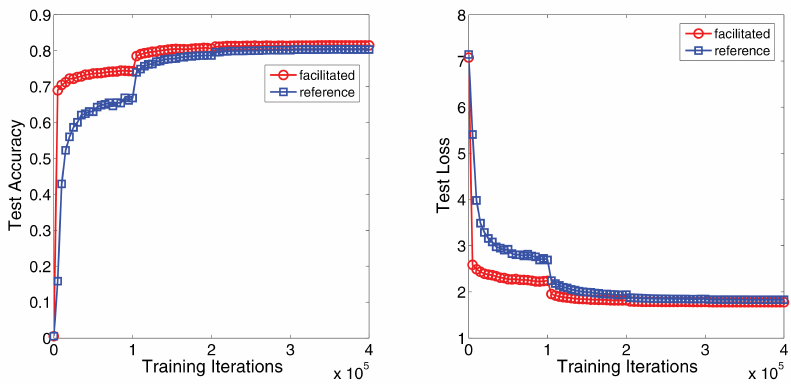 0.9
0.8
0.7
0.6
0.5
0.4
0.3
0.2
0.1
0
Test Accuracy
facilitated
reference
0 1 2 3 4
Training Iterations
x 10^5
8
7
6
5
4
3
2
1
Test Loss
facilitated
reference
0 1 2 3 4
Training Iterations
x 10^5